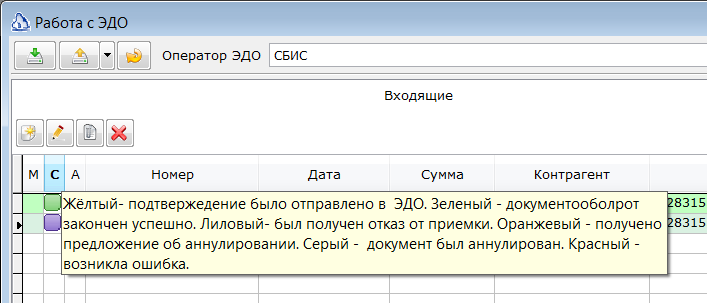 Работа с ЭДО
Оператор ЭДО СБИС
Входящие
М С А Номер Дата Сумма Контрагент
Жёлтый- подтвержедение было отправлено в ЭДО. Зеленый - документооболрот
закончен успешно. Лиловый- был получен отказ от приемки. Оранжевый - получено
предложение об аннулировании. Серый - документ был аннулирован. Красный -
возникла ошибка.
28315
28315